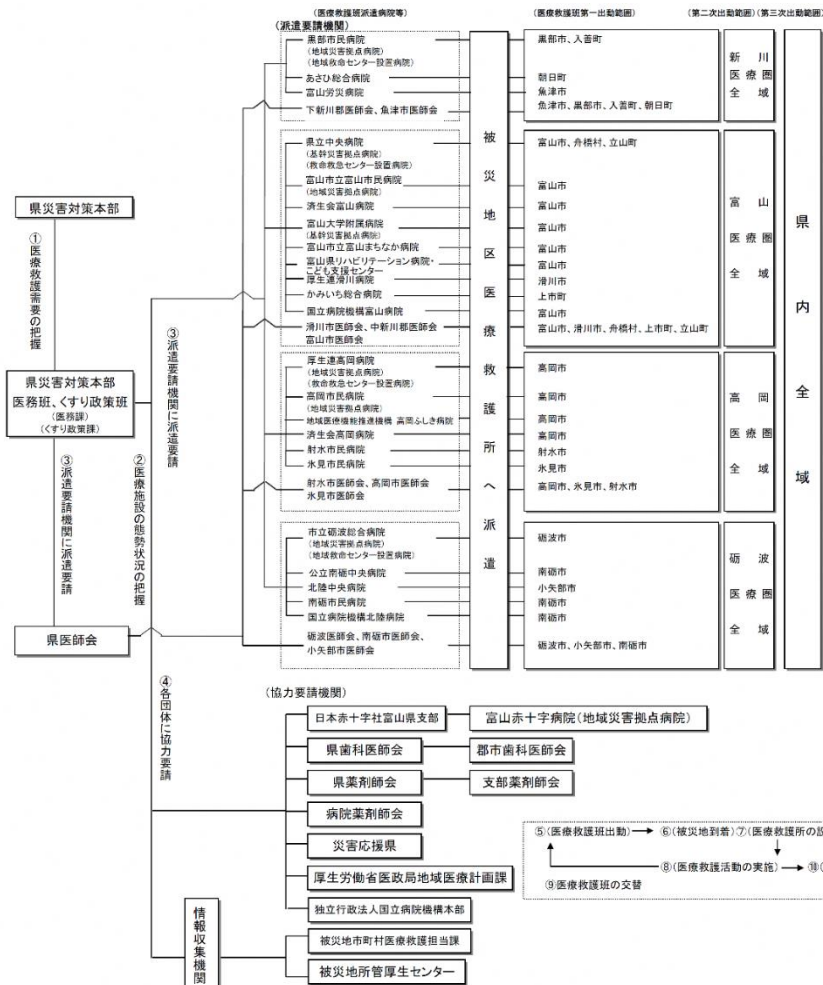 (医療救護班派遣病院等)
(医療救護班第一出動範囲)
(第二次出動範囲)
(第三次出動範囲)
(派遣要請機関)
黒部市民病院
(地域災害拠点病院)
(地域救命センター設置病院)
あさひ総合病院
富山労災病院
下新川郡医師会、魚津市医師会
黒部市、入善町
朝日町
魚津市
魚津市、黒部市、入善町、朝日町
新川
医療圏
全域
県立中央病院
(基幹災害拠点病院)
(救命救急センター設置病院)
富山市立富山市民病院
(地域災害拠点病院)
済生会富山病院
富山大学附属病院
(基幹災害拠点病院)
富山市立富山まちなか病院
富山県リハビリテーション病院・
こども支援センター
厚生連滑川病院
かみいち総合病院
国立病院機構富山病院
滑川市医師会、中新川郡医師会
富山市医師会
富山市、舟橋村、立山町
富山市
富山市
富山市
富山市
富山市
滑川市
上市町
富山市
富山市、滑川市、舟橋村、上市町、立山町
富山
医療圏
全域
厚生連高岡病院
(地域災害拠点病院)
(救命救急センター設置病院)
高岡市民病院
(地域災害拠点病院)
地域医療機能推進機構 高岡ふしき病院
済生会高岡病院
射水市民病院
氷見市民病院
射水市医師会、高岡市医師会
氷見市医師会
高岡市
高岡市
高岡市
高岡市
射水市
氷見市
高岡市、氷見市、射水市
高岡
医療圏
全域
市立砺波総合病院
(地域災害拠点病院)
(地域救命センター設置病院)
公立南砺中央病院
北陸中央病院
南砺市民病院
国立病院機構北陸病院
砺波医師会、南砺市医師会、
小矢部市医師会
砺波市
南砺市
小矢部市
南砺市
南砺市
砺波市、小矢部市、南砺市
砺波
医療圏
全域
被災地区医療救護所へ派遣
県内全域
県災害対策本部
①医療救護需要の把握
県災害対策本部
医務班、くすり政策班
(医務課)
(くすり政策課)
③派遣要請機関に派遣要請
②医療施設の態勢状況の把握
③派遣要請機関に派遣要請
県医師会
④各団体に協力要請
(協力要請機関)
日本赤十字社富山県支部
富山赤十字病院(地域災害拠点病院)
県歯科医師会
郡市歯科医師会
県薬剤師会
支部薬剤師会
病院薬剤師会
災害応援県
厚生労働省医政局地域医療計画課
独立行政法人国立病院機構本部
情報収集機関
被災地市町村医療救護担当課
被災地所管厚生センター
⑤(医療救護班出動)
⑥(被災地到着)
⑦(医療救護所の設
⑧(医療救護活動の実施)
⑩(
⑨医療救護班の交替